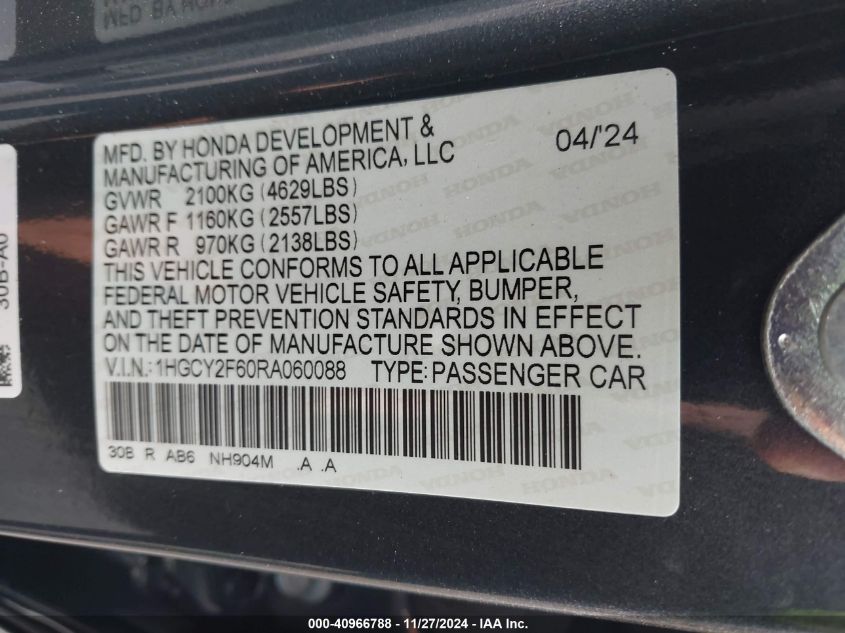 MFD. BY HONDA DEVELOPMENT &
MANUFACTURING OF AMERICA, LLC
04/'24
GVWR 2100KG (4629LBS)
GAWR F 1160KG (2557LBS)
GAWR R 970KG (2138LBS)
THIS VEHICLE CONFORMS TO ALL APPLICABLE
FEDERAL MOTOR VEHICLE SAFETY, BUMPER,
AND THEFT PREVENTION STANDARDS IN EFFECT
ON THE DATE OF MANUFACTURE SHOWN ABOVE.
V.I.N.: 1HGCY2F60RA060088 TYPE: PASSENGER CAR
30B R AB6 NH904M .A .A
30B-A0
000-40966788 - 11/27/2024 - IAA Inc.